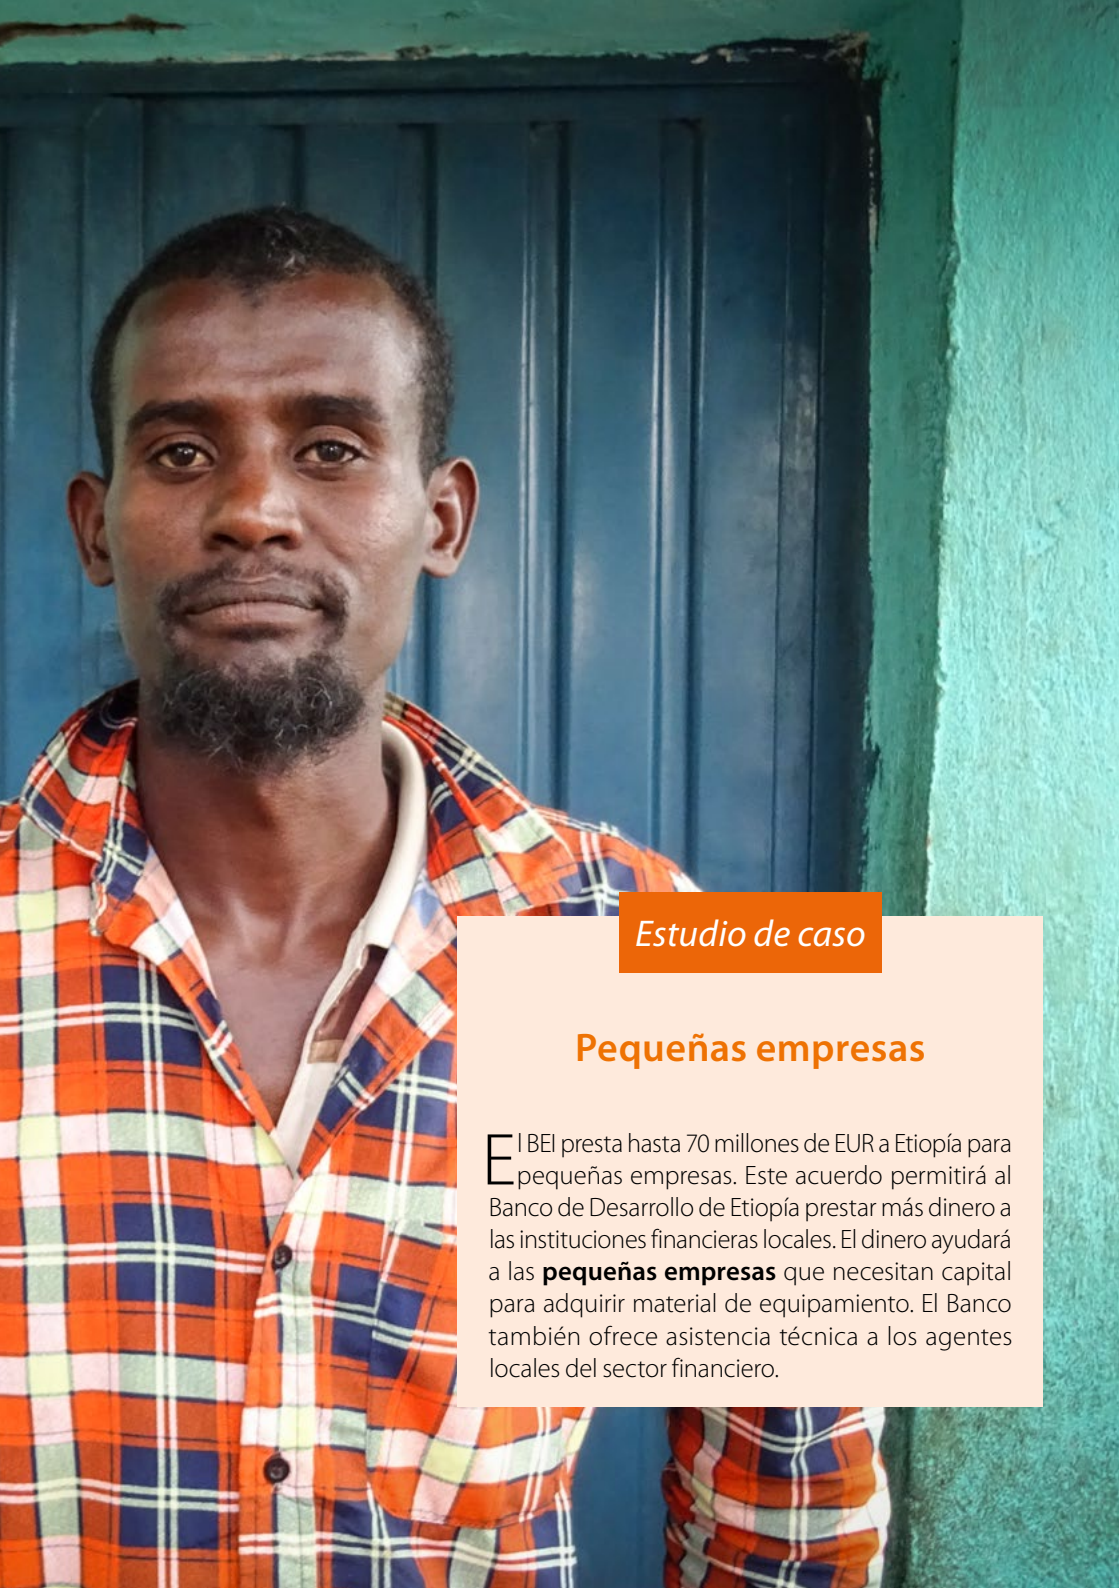 Estudio de caso
Pequeñas empresas
El BEI presta hasta 70 millones de EUR a Etiopía para
pequeñas empresas. Este acuerdo permitirá al
Banco de Desarrollo de Etiopía prestar más dinero a
las instituciones financieras locales. El dinero ayudará
a las pequeñas empresas que necesitan capital
para adquirir material de equipamiento. El Banco
también ofrece asistencia técnica a los agentes
locales del sector financiero.